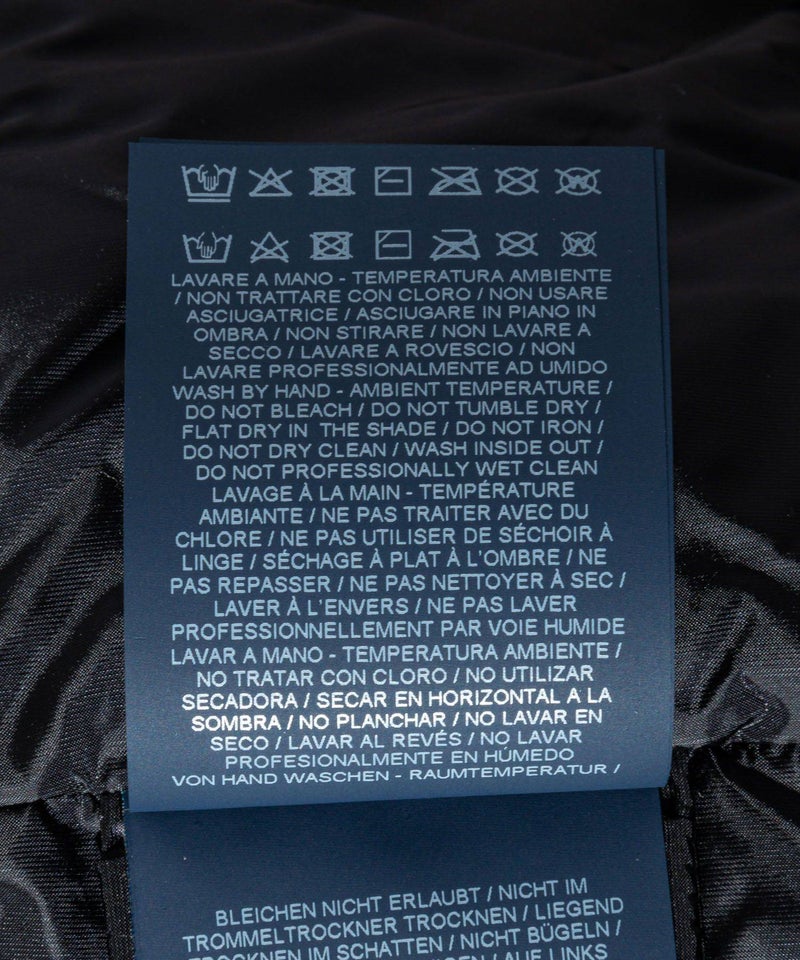 LAVARE A MANO - TEMPERATURA AMBIENTE
/ NON TRATTARE CON CLORO / NON USARE
ASCIUGATRICE / ASCIUGARE IN PIANO IN
OMBRA / NON STIRARE / NON LAVARE A
SECCO / LAVARE A ROVESCIO / NON
LAVARE PROFESSIONALMENTE AD UMIDO
WASH BY HAND - AMBIENT TEMPERATURE /
DO NOT BLEACH / DO NOT TUMBLE DRY /
FLAT DRY IN THE SHADE / DO NOT IRON /
DO NOT DRY CLEAN / WASH INSIDE OUT /
DO NOT PROFESSIONALLY WET CLEAN
LAVAGE À LA MAIN - TEMPÉRATURE
AMBIANTE / NE PAS TRAITER AVEC DU
CHLORE / NE PAS UTILISER DE SÉCHOIR À
LINGE / SÉCHAGE À PLAT À L'OMBRE / NE
PAS REPASSER / NE PAS NETTOYER À SEC /
LAVER À L'ENVERS / NE PAS LAVER
PROFESSIONNELLEMENT PAR VOIE HUMIDE
LAVAR A MANO - TEMPERATURA AMBIENTE /
NO TRATAR CON CLORO / NO UTILIZAR
SECADORA / SECAR EN HORIZONTAL A LA
SOMBRA / NO PLANCHAR / NO LAVAR EN
SECO / LAVAR AL REVÉS / NO LAVAR
PROFESIONALMENTE EN HÚMEDO
VON HAND WASCHEN - RAUMTEMPERATUR /
BLEICHEN NICHT ERLAUBT / NICHT IM
TROMMELTROCKNER TROCKNEN / LIEGEND
TROCKNEN IM SCHATTEN / NICHT BÜGELN /
AUF LINKS